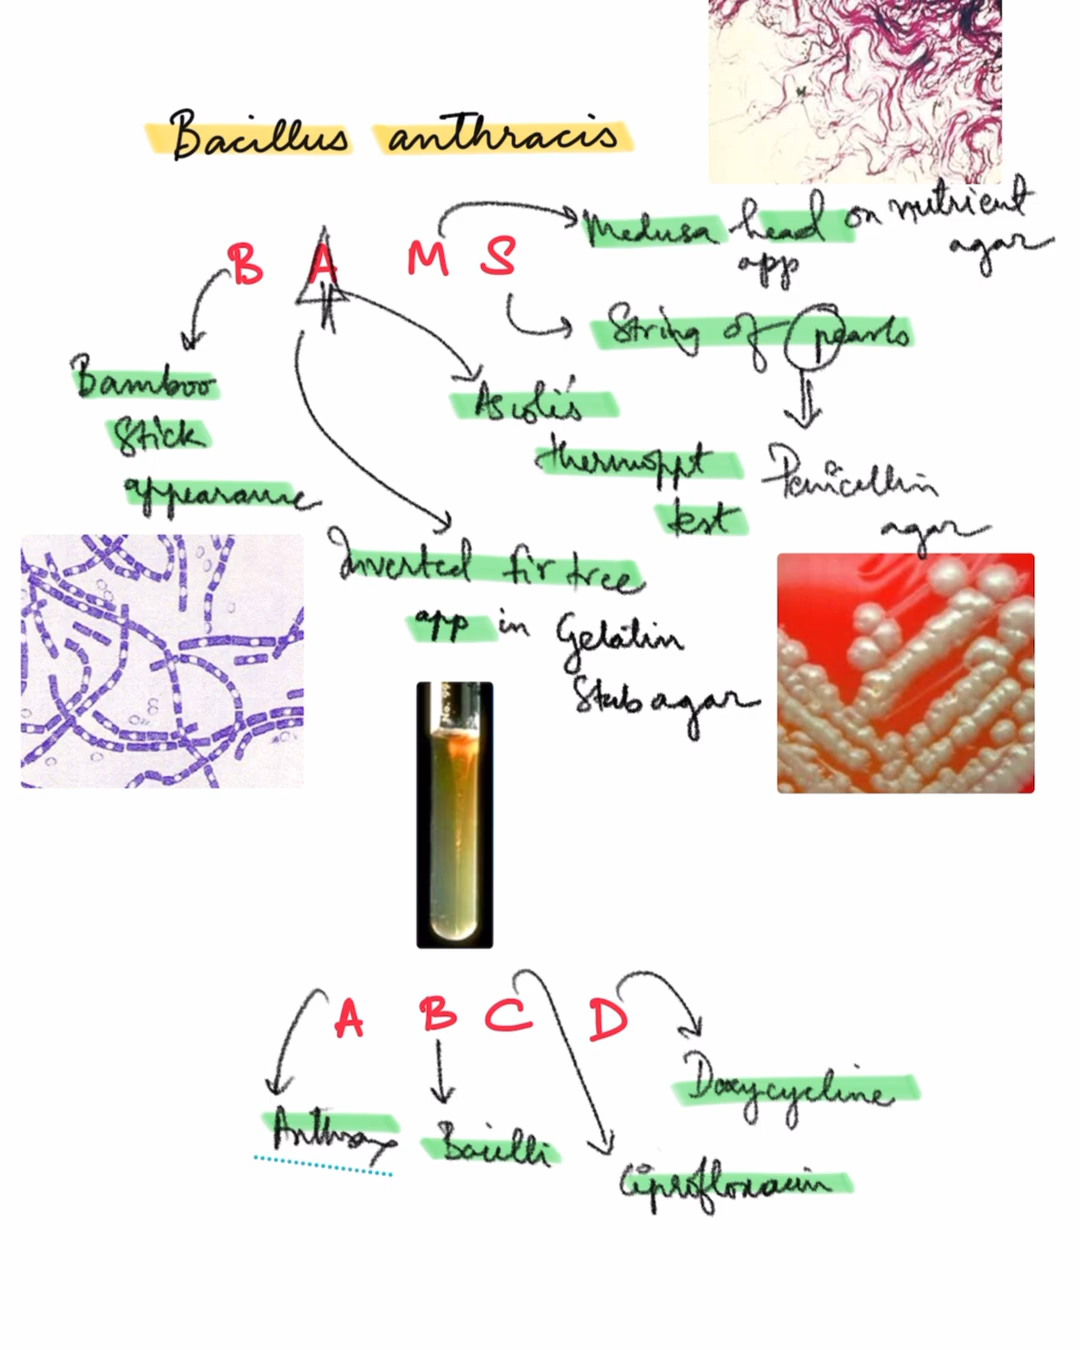 Bacillus anthracis
B A M S
Medusa head on nutrient
agar
app
String of pearls
Bamboo
Stick
appearance
Ascoli's
thermoppt
test
Penicillin
agar
Inverted fir tree
app in Gelatin
Stab agar
A B C D
Doxycycline
Anthrax
Bacilli
Ciprofloxacin